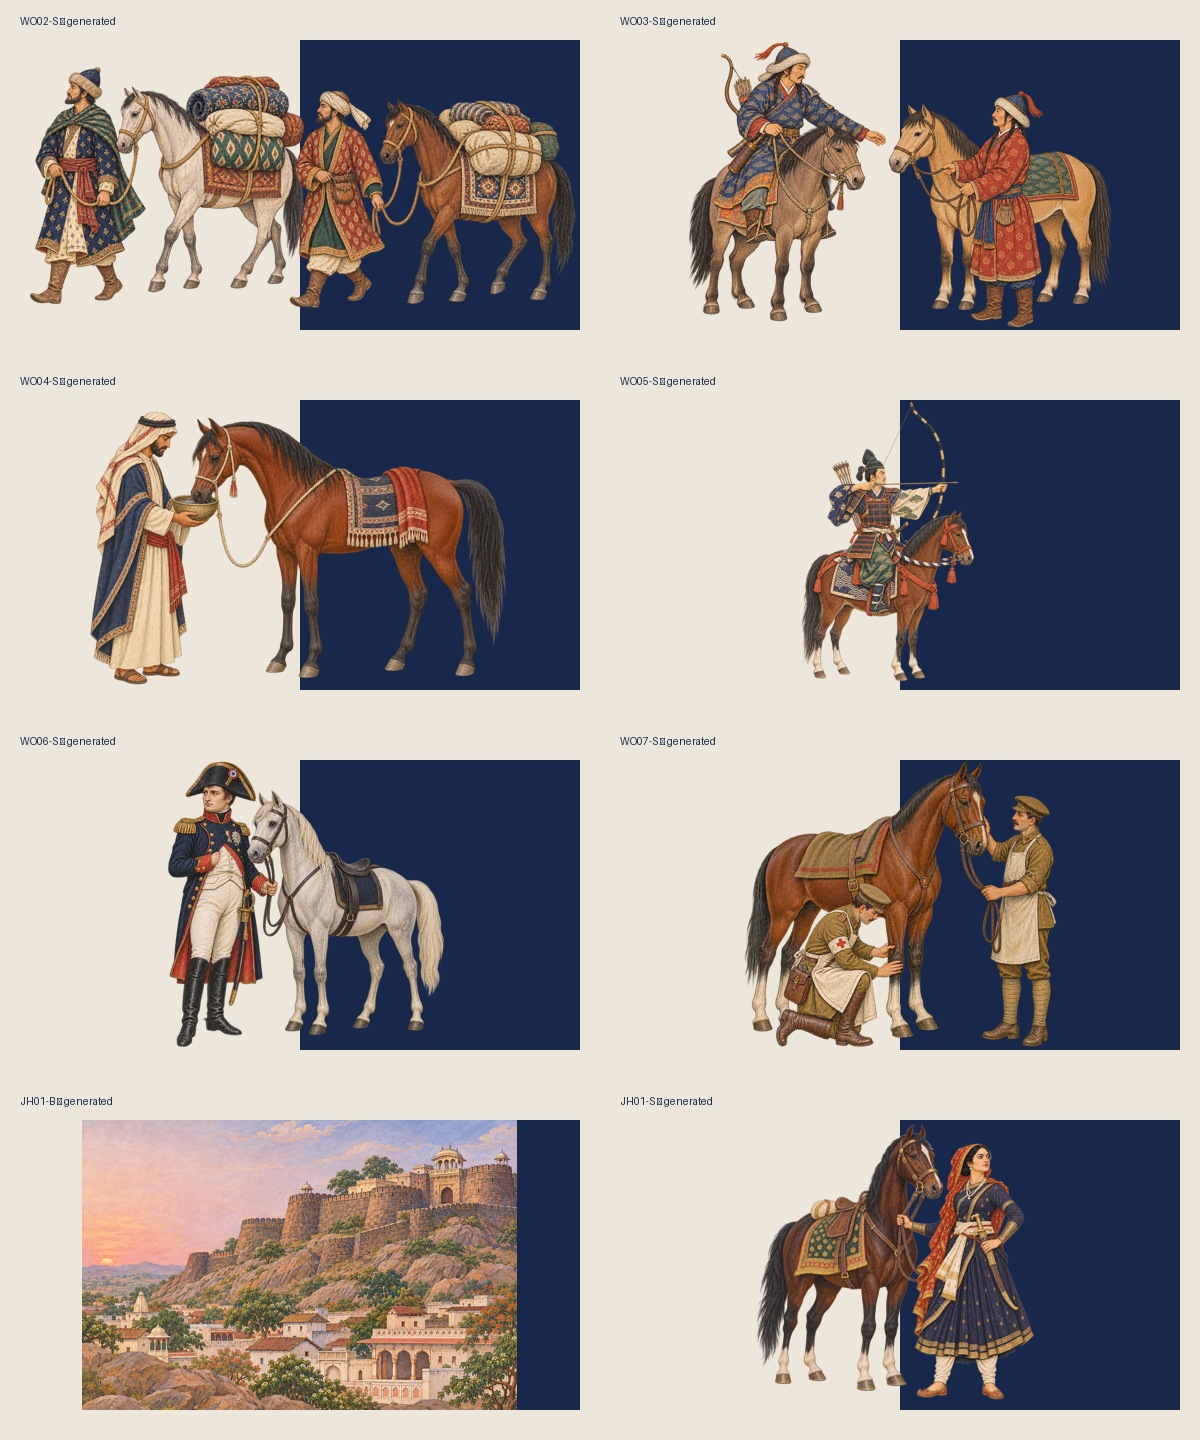 WO02-S☒generated
WO03-S☒generated
WO04-S☒generated
WO05-S☒generated
WO06-S☒generated
WO07-S☒generated
JH01-B☒generated
JH01-S☒generated